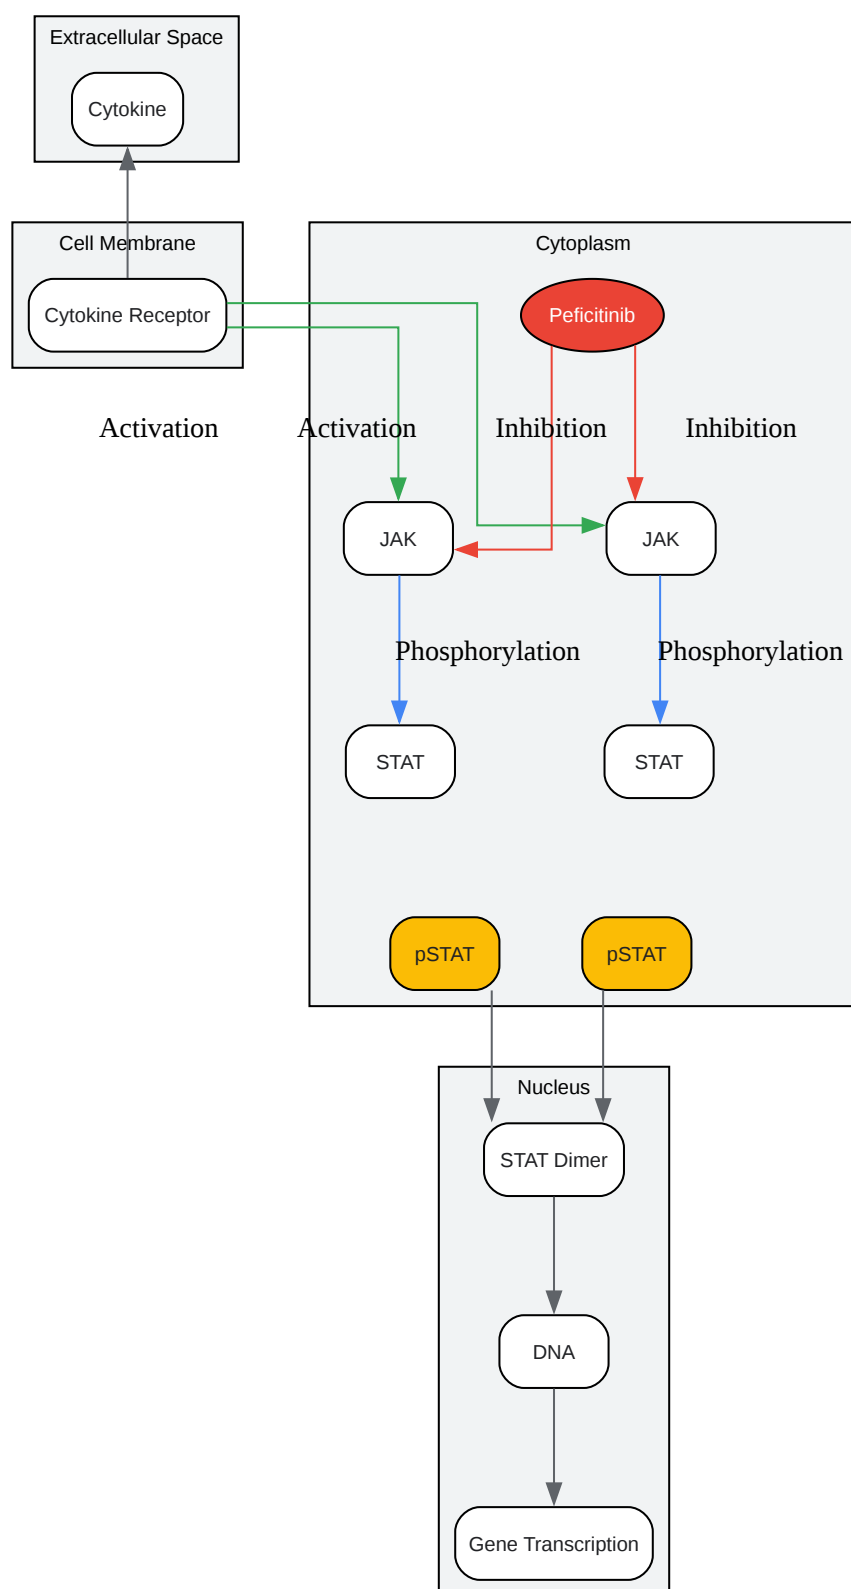 Extracellular Space
Cytokine
Cell Membrane
Cytokine Receptor
Cytoplasm
Peficitinib
Activation
Activation
Inhibition
Inhibition
JAK
JAK
Phosphorylation
Phosphorylation
STAT
STAT
pSTAT
pSTAT
Nucleus
STAT Dimer
DNA
Gene Transcription